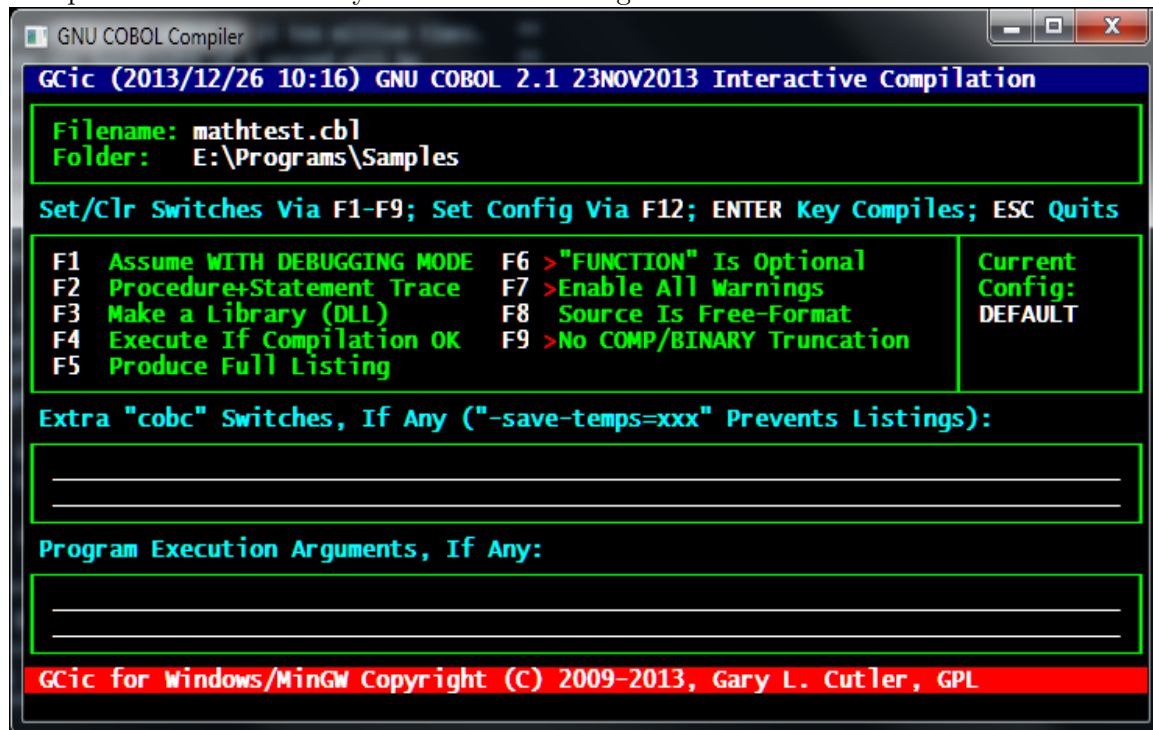 GNU COBOL Compiler
GCic (2013/12/26 10:16) GNU COBOL 2.1 23NOV2013 Interactive Compilation
Filename: mathtest.cbl
Folder: E:\Programs\Samples
Set/Clr Switches Via F1-F9; Set Config Via F12; ENTER Key Compiles; ESC Quits
F1 Assume WITH DEBUGGING MODE F6 >"FUNCTION" Is Optional Current
F2 Procedure+Statement Trace F7 >Enable All Warnings Config:
F3 Make a Library (DLL) F8 Source Is Free-Format DEFAULT
F4 Execute If Compilation OK F9 >No COMP/BINARY Truncation
F5 Produce Full Listing
Extra "cobc" Switches, If Any ("-save-temps=xxx" Prevents Listings):
Program Execution Arguments, If Any:
GCic for Windows/MinGW Copyright (C) 2009-2013, Gary L. Cutler, GPL